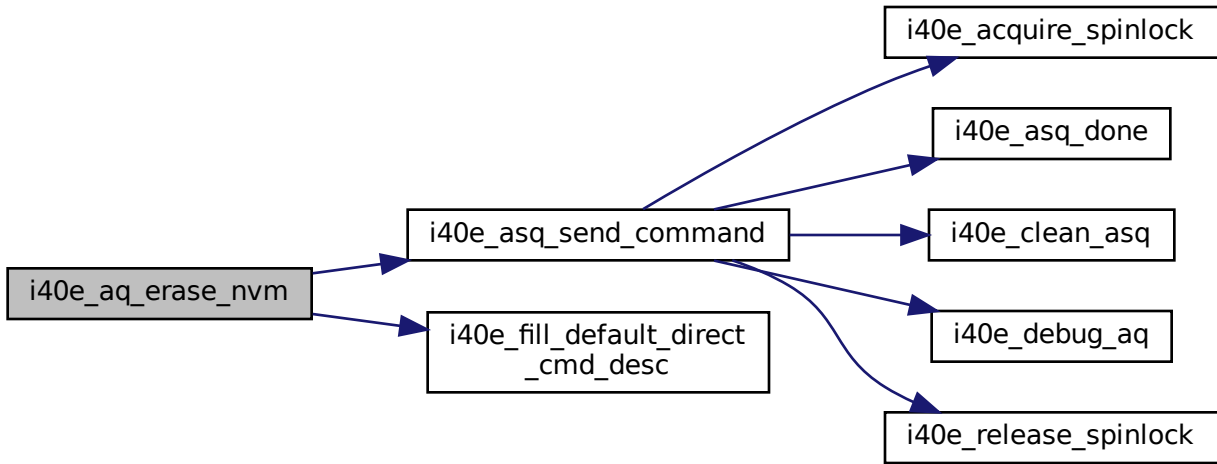 i40e_acquire_spinlock
i40e_asq_done
i40e_asq_send_command
i40e_clean_asq
i40e_aq_erase_nvm
i40e_fill_default_direct
_cmd_desc
i40e_debug_aq
i40e_release_spinlock